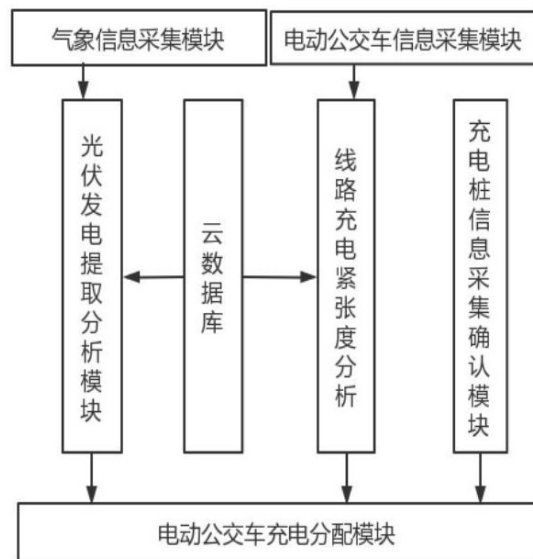 气象信息采集模块
电动公交车信息采集模块
光伏发电提取分析模块
云数据库
线路充电紧张度分析
充电桩信息采集确认模块
电动公交车充电分配模块